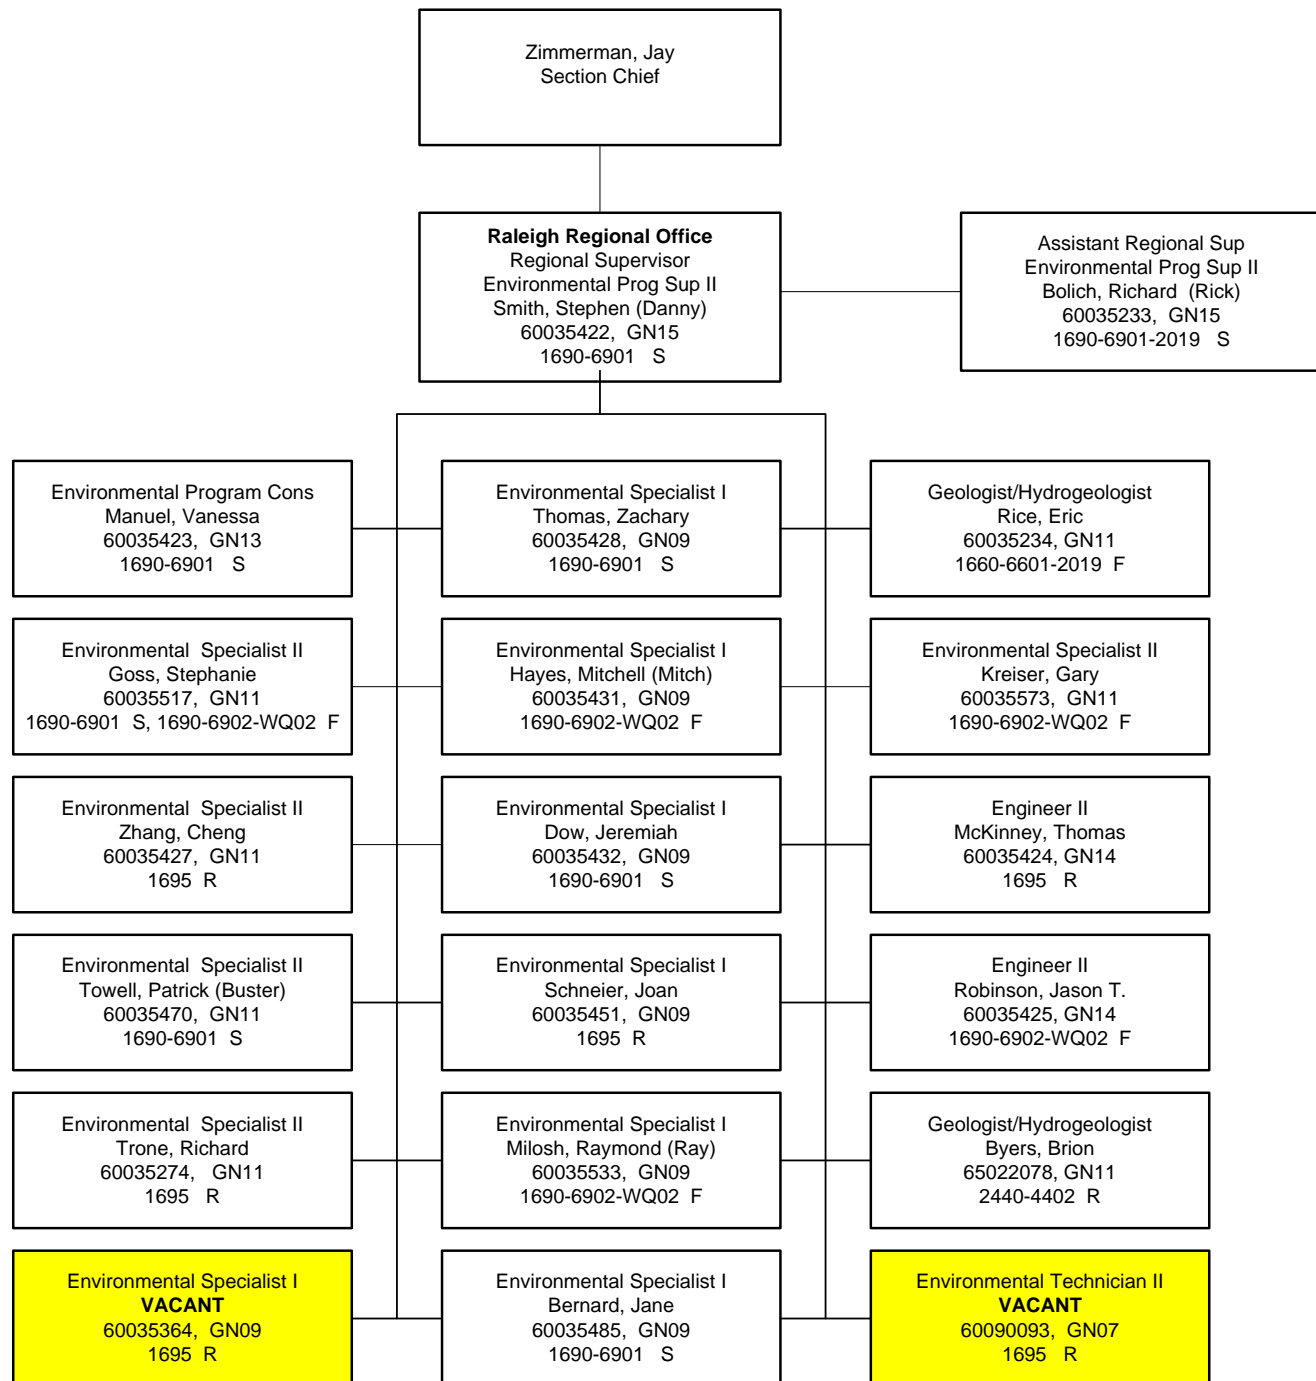 Zimmerman, Jay
Section Chief
Raleigh Regional Office
Regional Supervisor
Environmental Prog Sup II
Smith, Stephen (Danny)
60035422, GN15
1690-6901 S
Assistant Regional Sup
Environmental Prog Sup II
Bolich, Richard (Rick)
60035233, GN15
1690-6901-2019 S
Environmental Program Cons
Manuel, Vanessa
60035423, GN13
1690-6901 S
Environmental Specialist I
Thomas, Zachary
60035428, GN09
1690-6901 S
Geologist/Hydrogeologist
Rice, Eric
60035234, GN11
1660-6601-2019 F
Environmental Specialist II
Goss, Stephanie
60035517, GN11
1690-6901 S, 1690-6902-WQ02 F
Environmental Specialist I
Hayes, Mitchell (Mitch)
60035431, GN09
1690-6902-WQ02 F
Environmental Specialist II
Kreiser, Gary
60035573, GN11
1690-6902-WQ02 F
Environmental Specialist II
Zhang, Cheng
60035427, GN11
1695 R
Environmental Specialist I
Dow, Jeremiah
60035432, GN09
1690-6901 S
Engineer II
McKinney, Thomas
60035424, GN14
1695 R
Environmental Specialist II
Towell, Patrick (Buster)
60035470, GN11
1690-6901 S
Environmental Specialist I
Schneier, Joan
60035451, GN09
1695 R
Engineer II
Robinson, Jason T.
60035425, GN14
1690-6902-WQ02 F
Environmental Specialist II
Trone, Richard
60035274, GN11
1695 R
Environmental Specialist I
Milosh, Raymond (Ray)
60035533, GN09
1690-6902-WQ02 F
Geologist/Hydrogeologist
Byers, Brion
65022078, GN11
2440-4402 R
Environmental Specialist I
VACANT
60035364, GN09
1695 R
Environmental Specialist I
Bernard, Jane
60035485, GN09
1690-6901 S
Environmental Technician II
VACANT
60090093, GN07
1695 R